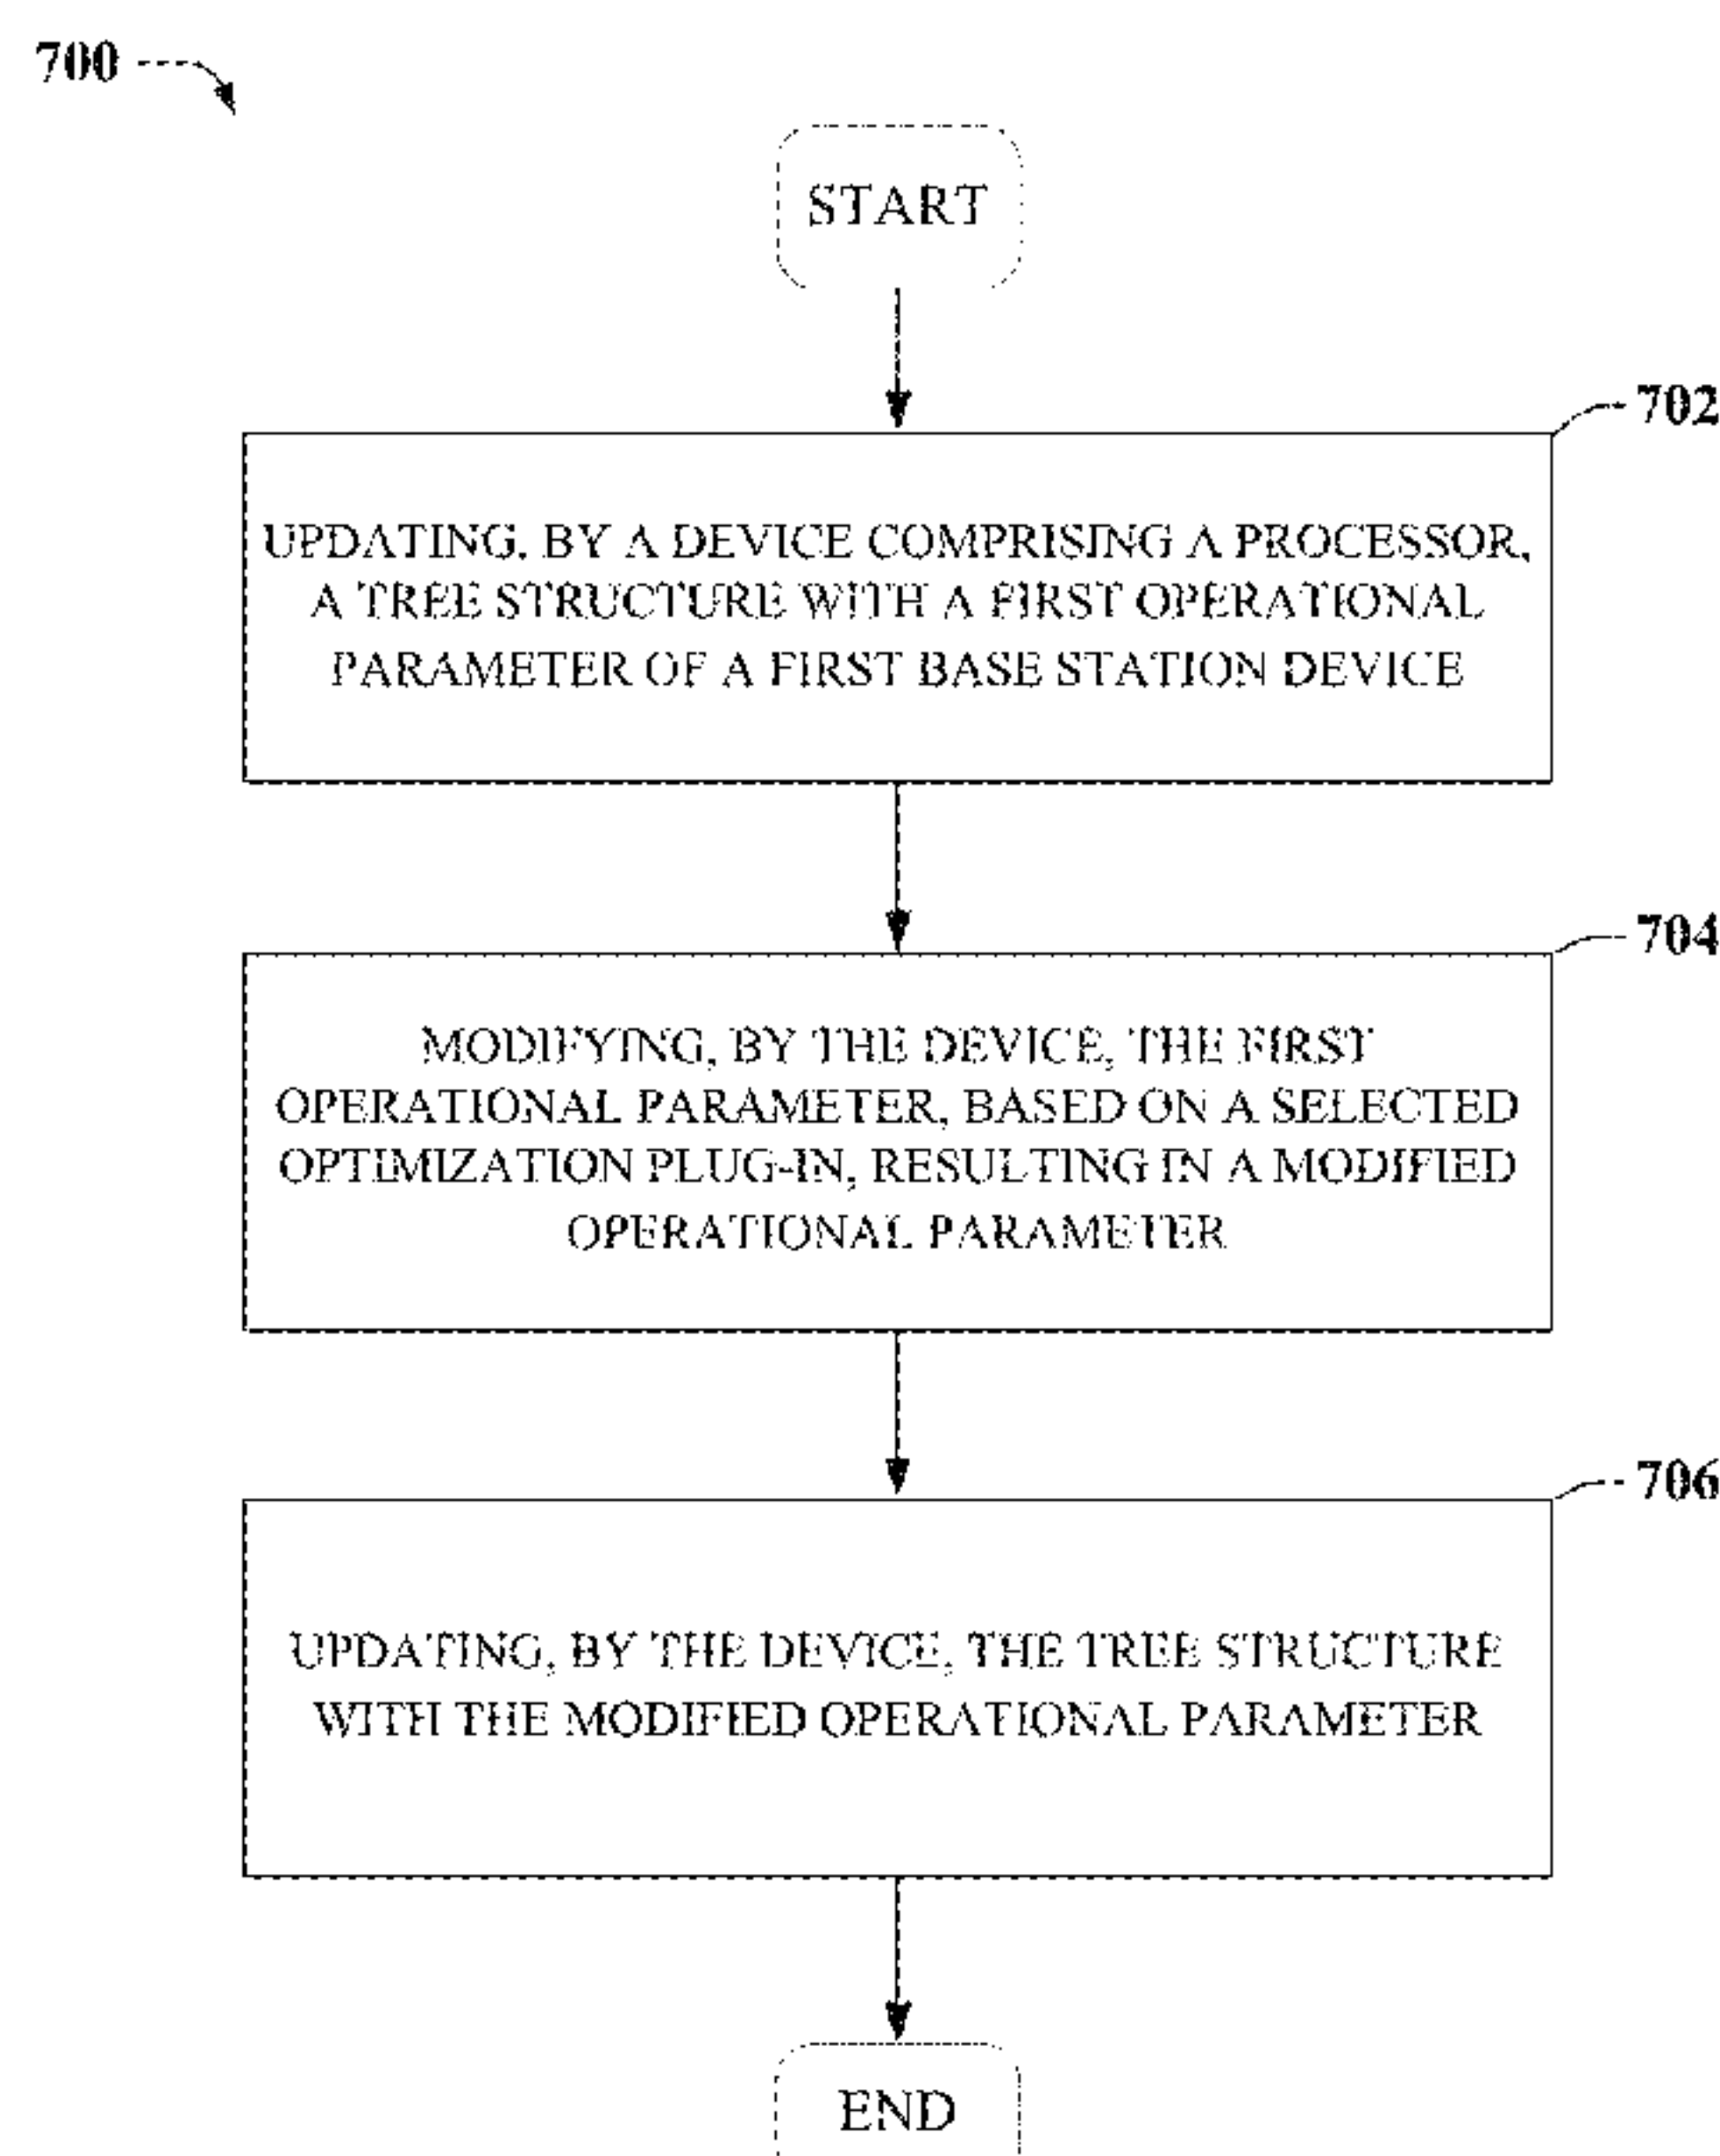 700
START
702
UPDATING, BY A DEVICE COMPRISING A PROCESSOR,
A TREE STRUCTURE WITH A FIRST OPERATIONAL
PARAMETER OF A FIRST BASE STATION DEVICE
704
MODIFYING, BY THE DEVICE, THE FIRST
OPERATIONAL PARAMETER, BASED ON A SELECTED
OPTIMIZATION PLUG-IN, RESULTING IN A MODIFIED
OPERATIONAL PARAMETER
706
UPDATING, BY THE DEVICE, THE TREE STRUCTURE
WITH THE MODIFIED OPERATIONAL PARAMETER
END